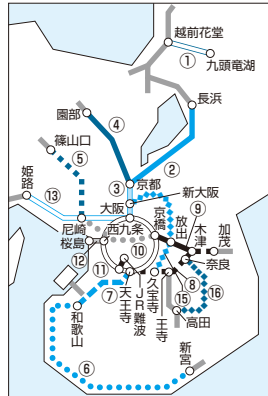 越前花堂
①
九頭竜湖
長浜
園部
④
篠山口
⑤
②
姫路
③
京都
⑬
新大阪
大阪
京橋
放出
⑨
木津
加茂
尼崎
西九条
桜島
⑩
奈良
⑫
⑪
⑧
⑯
⑦
天王寺
JR難波
久宝寺
王寺
⑮
高田
和歌山
⑥
新宮